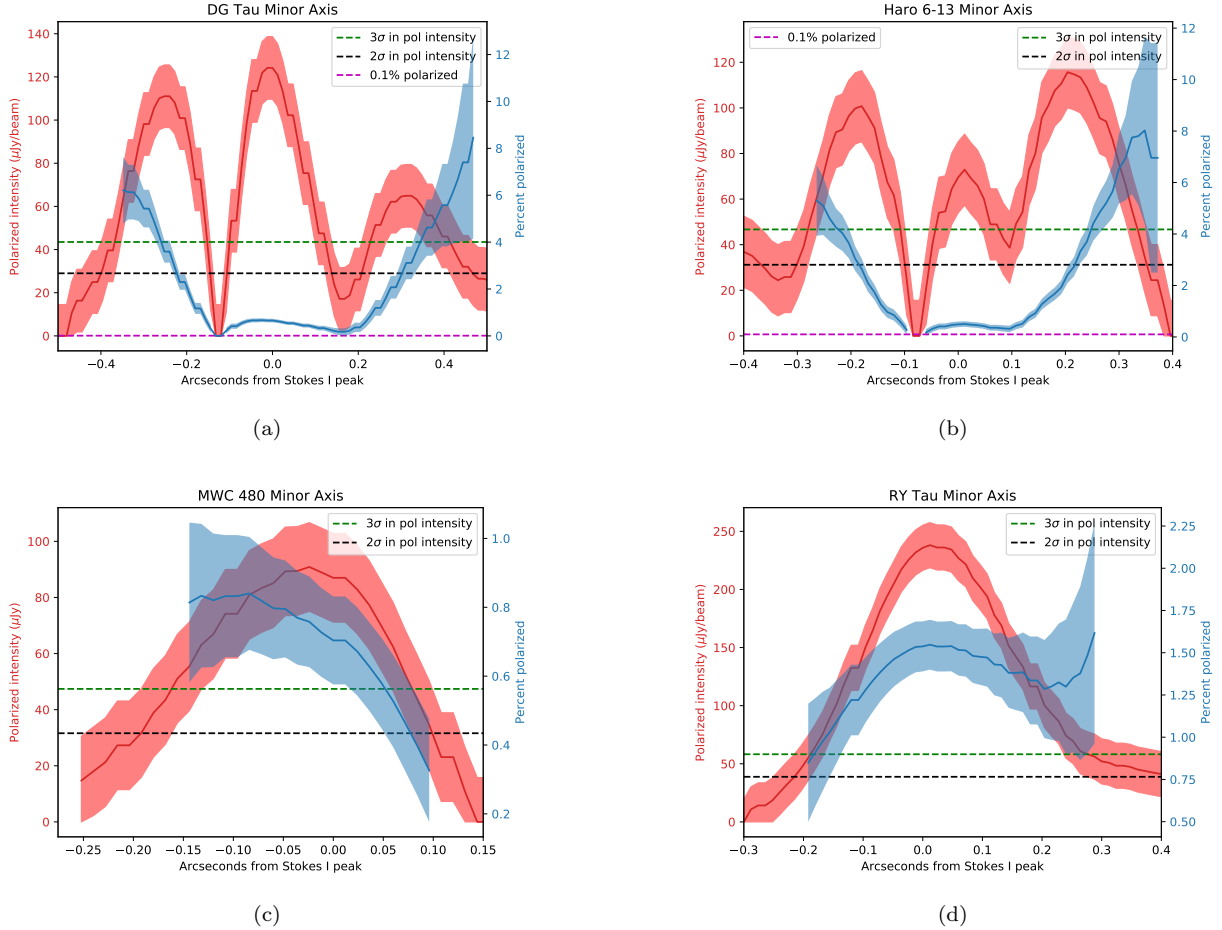 DG Tau Minor Axis
3σ in pol intensity
2σ in pol intensity
0.1% polarized
Polarized intensity (μJy/beam)
140
120
100
80
60
40
20
0
12
10
8
6
4
2
0
Percent polarized
−0.4 −0.2 0.0 0.2 0.4
Arcseconds from Stokes I peak
(a)
Haro 6-13 Minor Axis
0.1% polarized
3σ in pol intensity
2σ in pol intensity
Polarized intensity (μJy/beam)
120
100
80
60
40
20
0
12
10
8
6
4
2
0
Percent polarized
−0.4 −0.3 −0.2 −0.1 0.0 0.1 0.2 0.3 0.4
Arcseconds from Stokes I peak
(b)
MWC 480 Minor Axis
3σ in pol intensity
2σ in pol intensity
Polarized intensity (μJy)
100
80
60
40
20
0
1.0
0.8
0.6
0.4
0.2
Percent polarized
−0.25 −0.20 −0.15 −0.10 −0.05 0.00 0.05 0.10 0.15
Arcseconds from Stokes I peak
(c)
RY Tau Minor Axis
3σ in pol intensity
2σ in pol intensity
Polarized intensity (μJy/beam)
250
200
150
100
50
0
2.25
2.00
1.75
1.50
1.25
1.00
0.75
0.50
Percent polarized
−0.3 −0.2 −0.1 0.0 0.1 0.2 0.3 0.4
Arcseconds from Stokes I peak
(d)